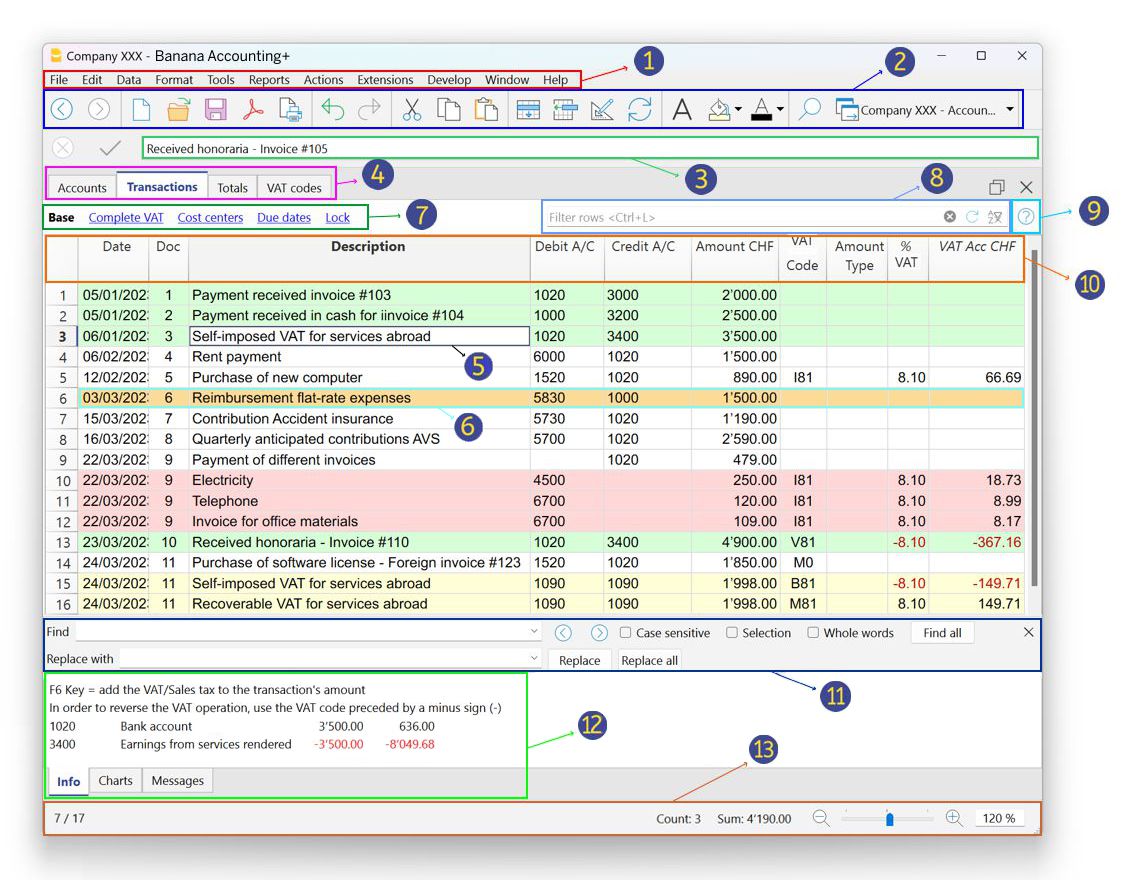 Company XXX - Banana Accounting+
File Edit Data Format Tools Reports Actions Extensions Develop Window Help
1
2
Company XXX - Accoun...
Received honoraria - Invoice #105
3
Accounts Transactions Totals VAT codes
4
8
Base Complete VAT Cost centers Due dates Lock
7
Filter rows <Ctrl+L>
9
Date Doc Description Debit A/C Credit A/C Amount CHF VAT Code Amount Type % VAT VAT Acc CHF
10
1 05/01/202 1 Payment received invoice #103 1020 3000 2'000.00
2 05/01/202 2 Payment received in cash for iinvoice #104 1000 3200 2'500.00
3 06/01/202 3 Self-imposed VAT for services abroad 1020 3400 3'500.00
4 06/02/202 4 Rent payment 6000 1020 1'500.00
5
5 12/02/202 5 Purchase of new computer 1520 1020 890.00 I81 8.10 66.69
6 03/03/202 6 Reimbursement flat-rate expenses 5830 1000 1'500.00
6
7 15/03/202 7 Contribution Accident insurance 5730 1020 1'190.00
8 16/03/202 8 Quarterly anticipated contributions AVS 5700 1020 2'590.00
9 22/03/202 9 Payment of different invoices 1020 479.00
10 22/03/202 9 Electricity 4500 250.00 I81 8.10 18.73
11 22/03/202 9 Telephone 6700 120.00 I81 8.10 8.99
12 22/03/202 9 Invoice for office materials 6700 109.00 I81 8.10 8.17
13 23/03/202 10 Received honoraria - Invoice #110 1020 3400 4'900.00 V81 -8.10 -367.16
14 24/03/202 11 Purchase of software license - Foreign invoice #123 1520 1020 1'850.00 M0
15 24/03/202 11 Self-imposed VAT for services abroad 1090 1090 1'998.00 B81 -8.10 -149.71
16 24/03/202 11 Recoverable VAT for services abroad 1090 1090 1'998.00 M81 8.10 149.71
Find Case sensitive Selection Whole words Find all
Replace with Replace Replace all
11
F6 Key = add the VAT/Sales tax to the transaction's amount
In order to reverse the VAT operation, use the VAT code preceded by a minus sign (-)
1020 Bank account 3'500.00 636.00
3400 Earnings from services rendered -3'500.00 -8'049.68
12
13
Info Charts Messages
7 / 17 Count: 3 Sum: 4'190.00 120 %